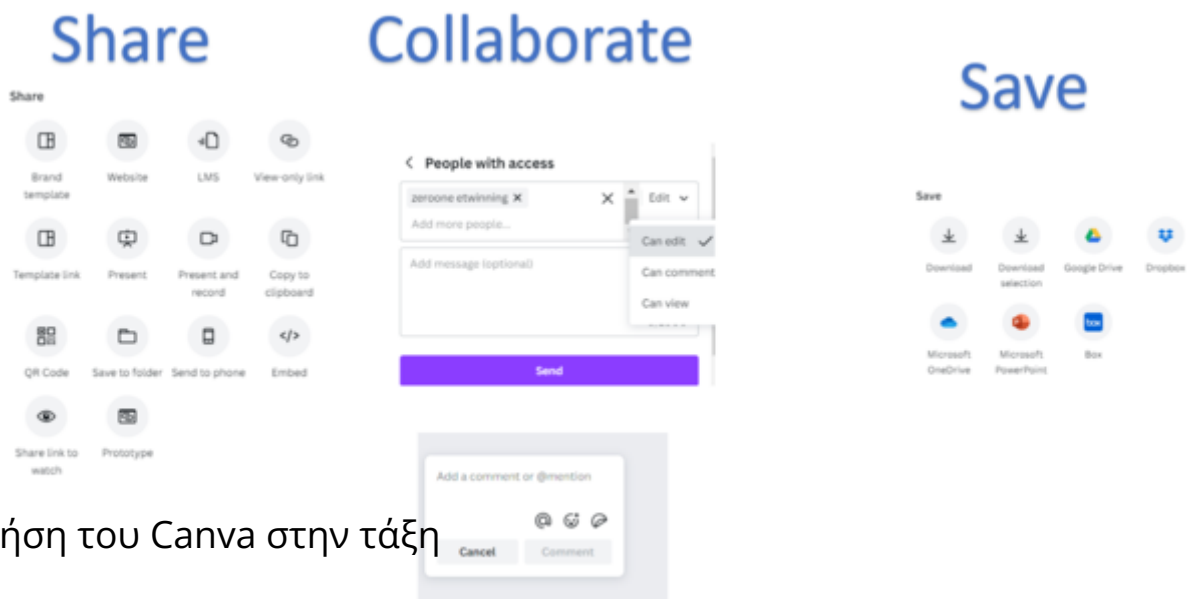 Share
Collaborate
Save
Share
Brand template
Website
LMS
View-only link
Template link
Present
Present and record
Copy to clipboard
QR Code
Save to folder
Send to phone
Embed
Share link to watch
Prototype
People with access
zeroone etwinning
Edit
Add more people...
Can edit
Add message (optional)
Can comment
Can view
Send
Add a comment or @mention
Cancel
Comment
Save
Download
Download selection
Google Drive
Dropbox
Microsoft OneDrive
Microsoft PowerPoint
box
Box
ήση του Canva στην τάξη